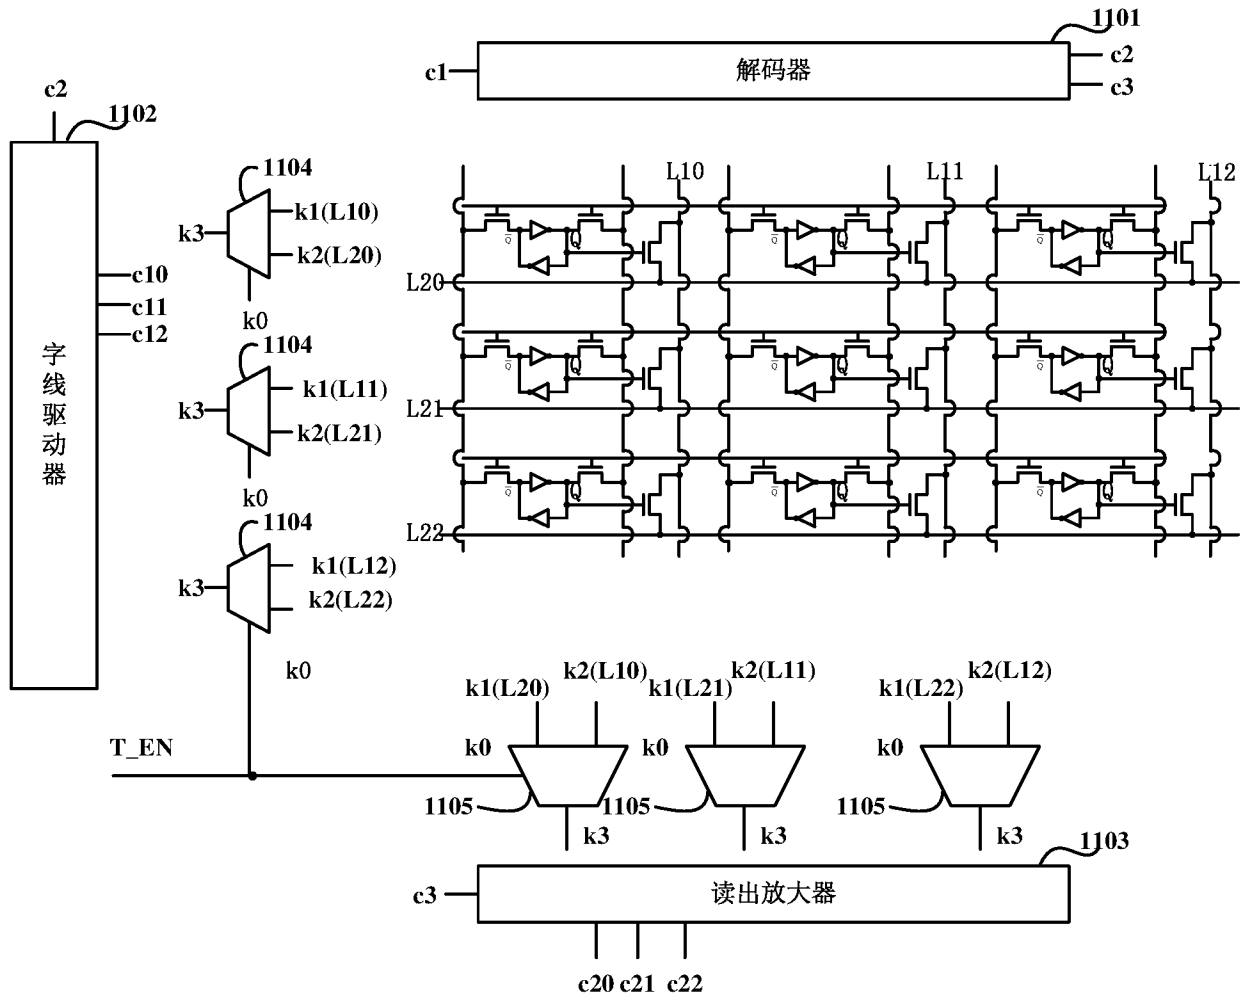 1101
c1
解码器
c2
c3
c2
1102
字线驱动器
c10
c11
c12
1104
k3
k1(L10)
k2(L20)
k0
1104
k3
k1(L11)
k2(L21)
k0
1104
k3
k1(L12)
k2(L22)
k0
L10
L11
L12
Q̅
Q
Q̅
Q
Q̅
Q
L20
Q̅
Q
Q̅
Q
Q̅
Q
L21
Q̅
Q
Q̅
Q
Q̅
Q
L22
T_EN
k1(L20)
k2(L10)
k0
1105
k3
k1(L21)
k2(L11)
k0
1105
k3
k1(L22)
k2(L12)
k0
1105
k3
1103
c3
读出放大器
c20
c21
c22